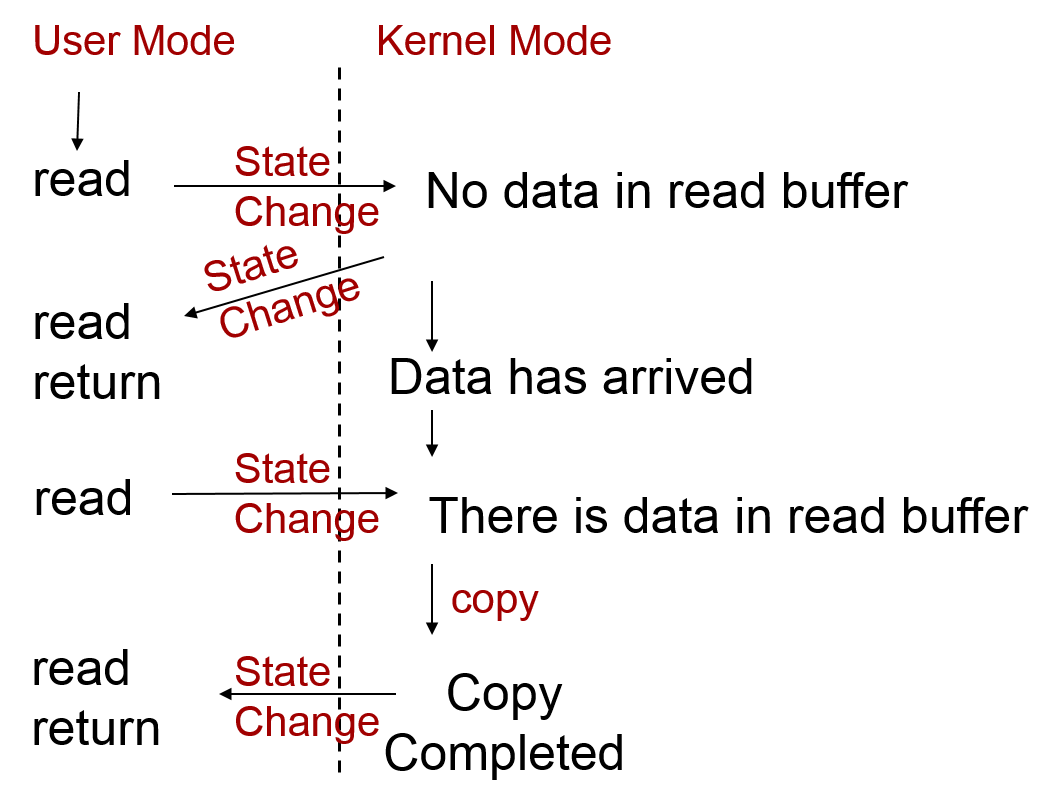 User Mode
Kernel Mode
read
State
Change
No data in read buffer
State
Change
read
return
Data has arrived
read
State
Change
There is data in read buffer
copy
read
return
State
Change
Copy
Completed